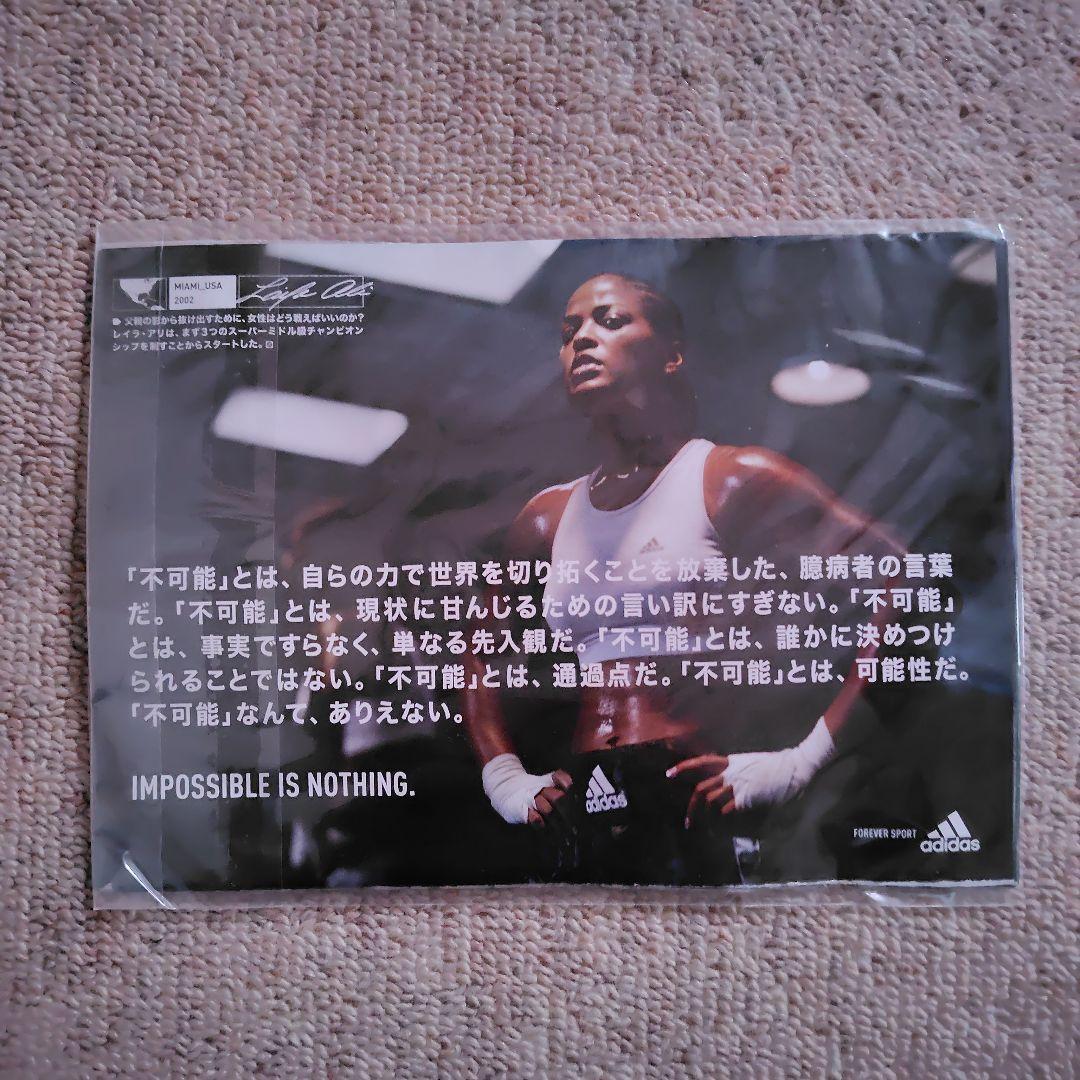 MIAMI_USA
2002
Laila Ali
父親の影から抜け出すために、女性はどう戦えばいいのか?
レイラ・アリは、まず3つのスーパーミドル級チャンピオン
シップを制すことからスタートした。
「不可能」とは、自らの力で世界を切り拓くことを放棄した、臆病者の言葉
だ。「不可能」とは、現状に甘んじるための言い訳にすぎない。「不可能」
とは、事実ですらなく、単なる先入観だ。「不可能」とは、誰かに決めつけ
られることではない。「不可能」とは、通過点だ。「不可能」とは、可能性だ。
「不可能」なんて、ありえない。
IMPOSSIBLE IS NOTHING.
adidas
FOREVER SPORT
adidas